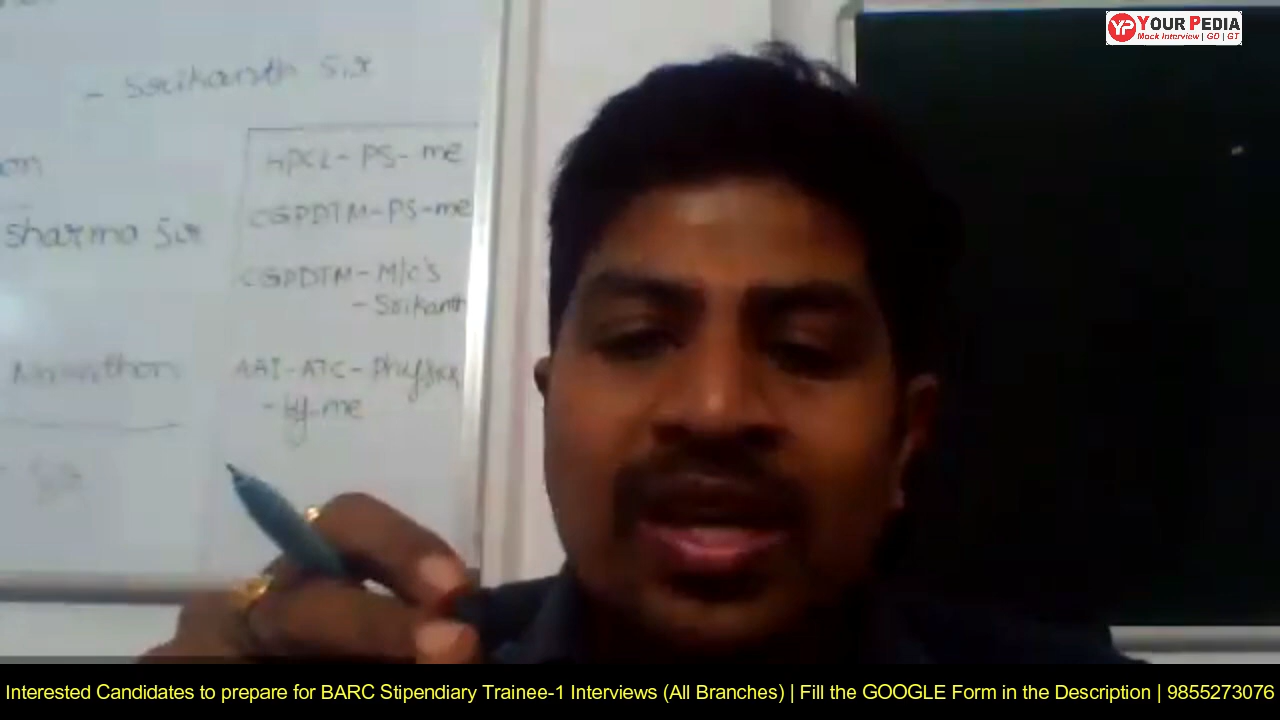 YP YOUR PEDIA
Mock Interview | GD | GT
- Srikanth Sir
HPCL - PS - me
CGPDTM - PS - me
Sharma Sir
CGPDTM - M/c's
- Srikanth
AAI - ATC - Physics
- by me
Interested Candidates to prepare for BARC Stipendiary Trainee-1 Interviews (All Branches) | Fill the GOOGLE Form in the Description | 9855273076